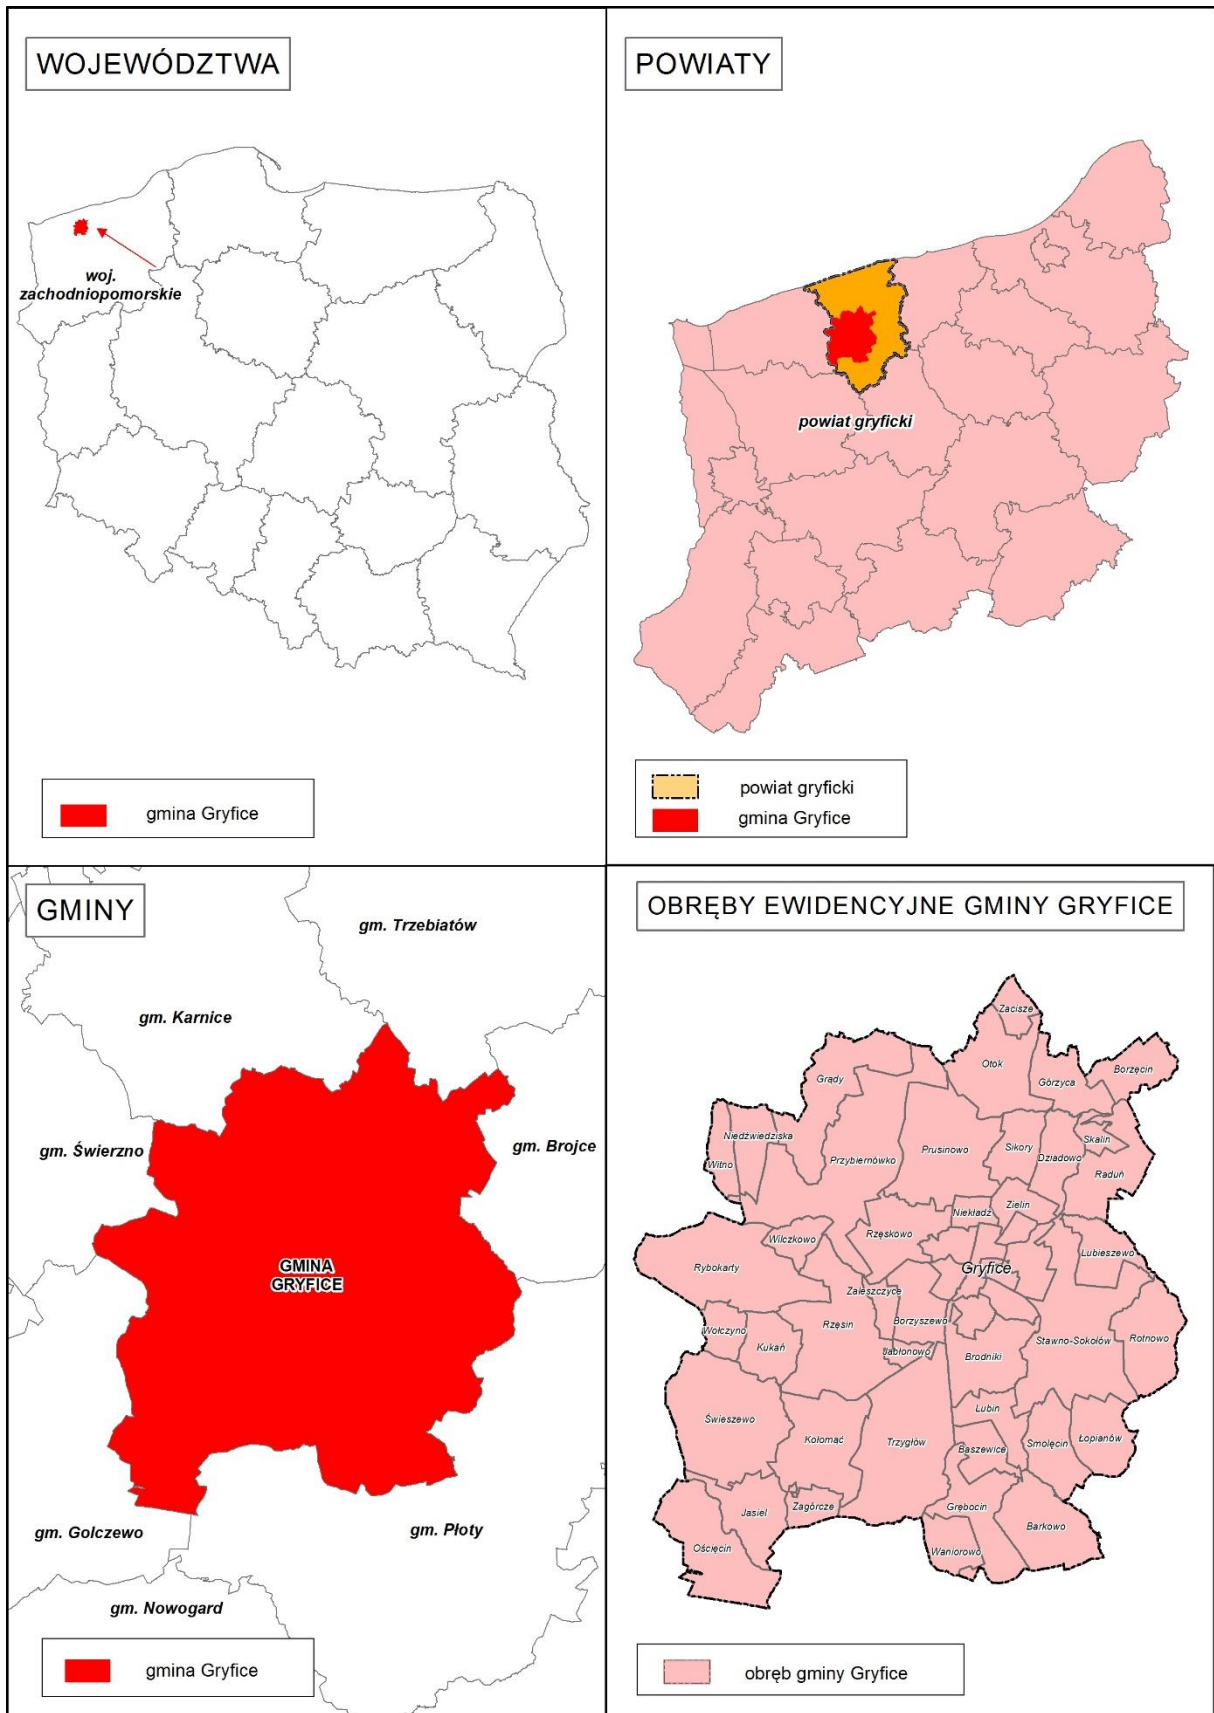 WOJEWÓDZTWA
woj.
zachodniopomorskie
gmina Gryfice
POWIATY
powiat gryficki
powiat gryficki
gmina Gryfice
GMINY
gm. Trzebiatów
gm. Karnice
gm. Świerzno
gm. Brojce
GMINA
GRYFICE
gm. Golczewo
gm. Płoty
gm. Nowogard
gmina Gryfice
OBRĘBY EWIDENCYJNE GMINY GRYFICE
Zacisze
Otok
Borzęcin
Grądy
Górzyca
Niedźwiedziska
Skalin
Witno
Przybiernówko
Prusinowo
Sikory
Dziadowo
Raduń
Niekładź
Zielin
Rzęskowo
Wilczkowo
Lubieszewo
Rybokarty
Gryfice
Zaleszczyce
Rzęsin
Borzyszewo
Wołczyno
Kukań
Jabłonowo
Brodniki
Stawno-Sokołów
Rotnowo
Świeszewo
Lubin
Kołomąć
Trzygłów
Baszewice
Smolęcin
Łopianów
Jasiel
Zagórcze
Grębocin
Barkowo
Ościęcin
Waniorowo
obręb gminy Gryfice